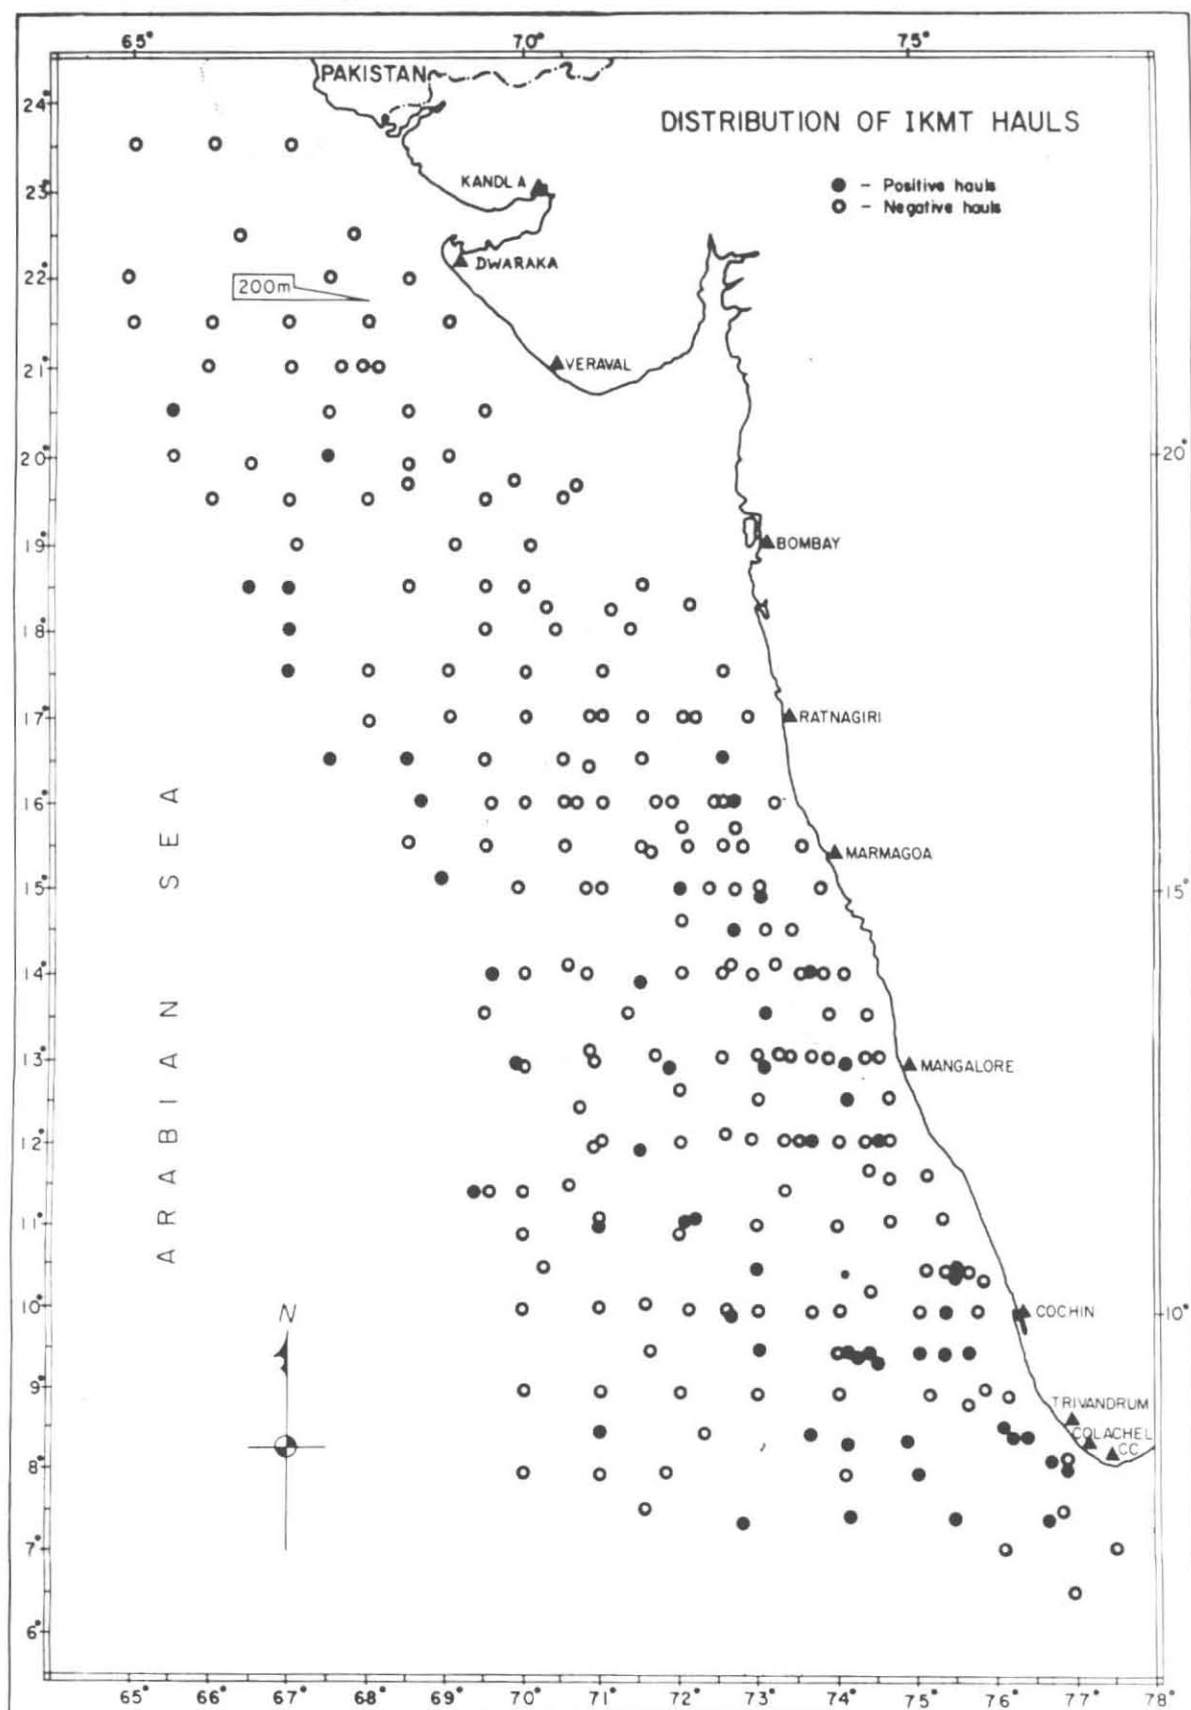 65° 70° 75°
PAKISTAN
24°
DISTRIBUTION OF IKMT HAULS
KANDLA
23°
- Positive hauls
- Negative hauls
DWARAKA
22°
200m
21°
VERAVAL
20° 20°
19°
BOMBAY
18°
17°
RATNAGIRI
16°
MARMAGOA
15° 15°
14°
13°
MANGALORE
12°
11°
ARABIAN SEA
10° 10°
COCHIN
N
9°
TRIVANDRUM
COLACHEL
CC
8°
7°
6°
65° 66° 67° 68° 69° 70° 71° 72° 73° 74° 75° 76° 77° 78°